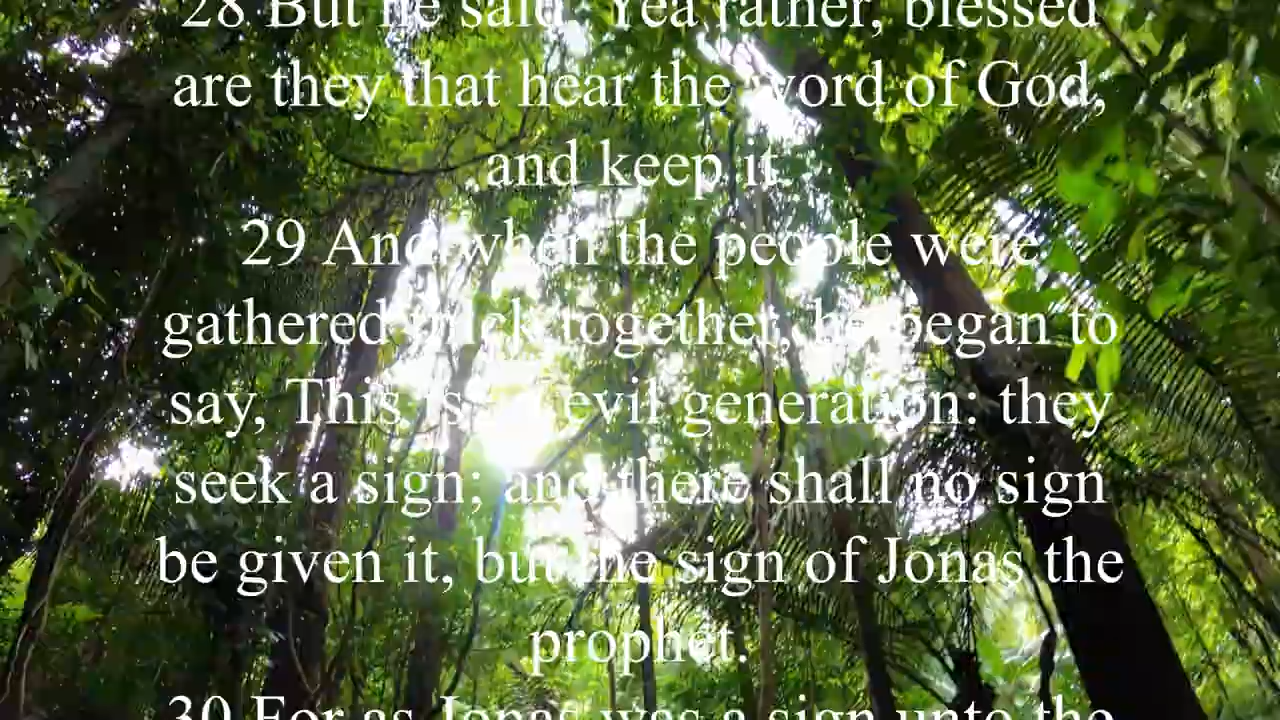 28 But he said, Yea rather, blessed
are they that hear the word of God,
and keep it.
29 And when the people were
gathered thick together, he began to
say, This is an evil generation: they
seek a sign; and there shall no sign
be given it, but the sign of Jonas the
prophet.
30 For as Jonas was a sign unto the